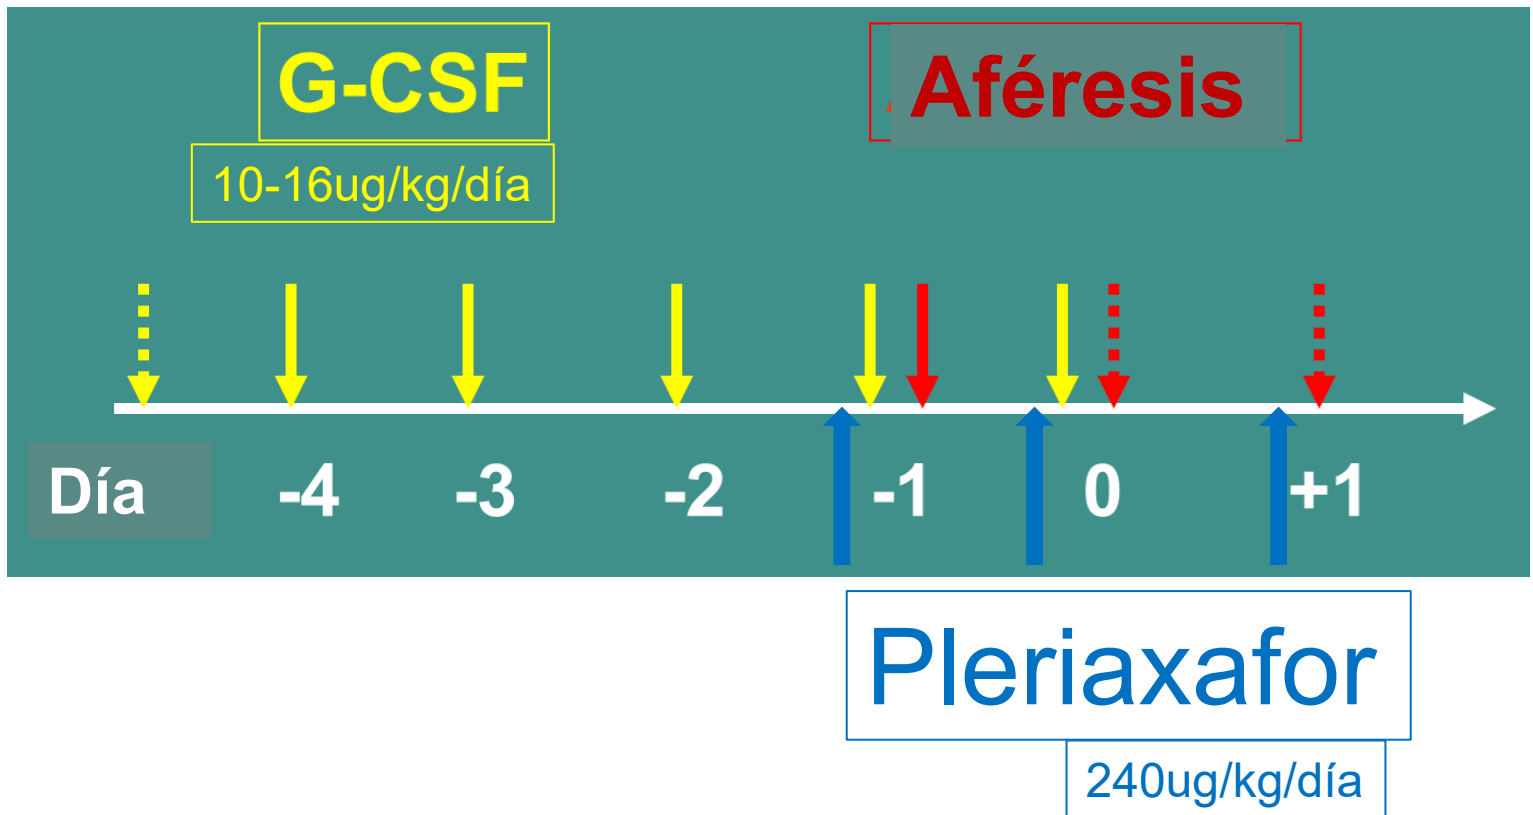 G-CSF
Aféresis
10-16ug/kg/día
Día -4 -3 -2 -1 0 +1
Pleriaxafor
240ug/kg/día